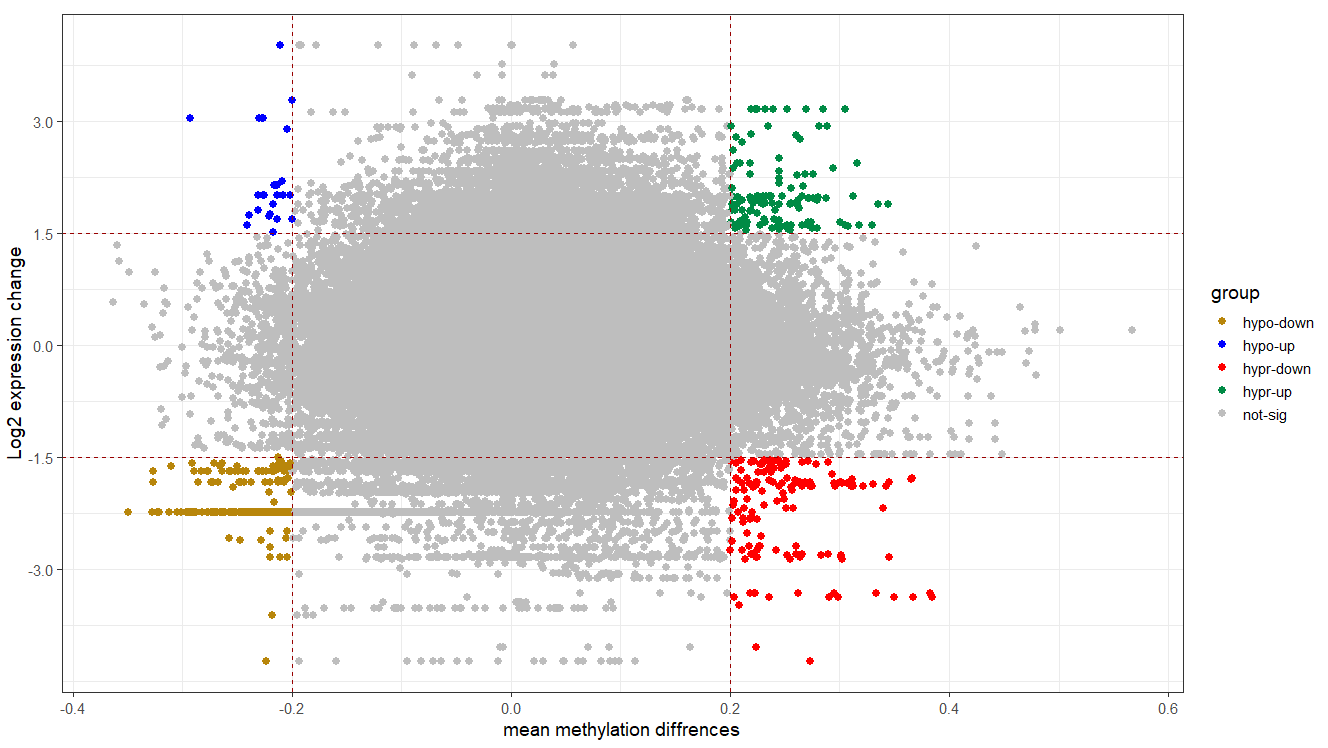 Log2 expression change
3.0
1.5
0.0
-1.5
-3.0
-0.4
-0.2
0.0
0.2
0.4
0.6
mean methylation diffrences
group
hypo-down
hypo-up
hypr-down
hypr-up
not-sig